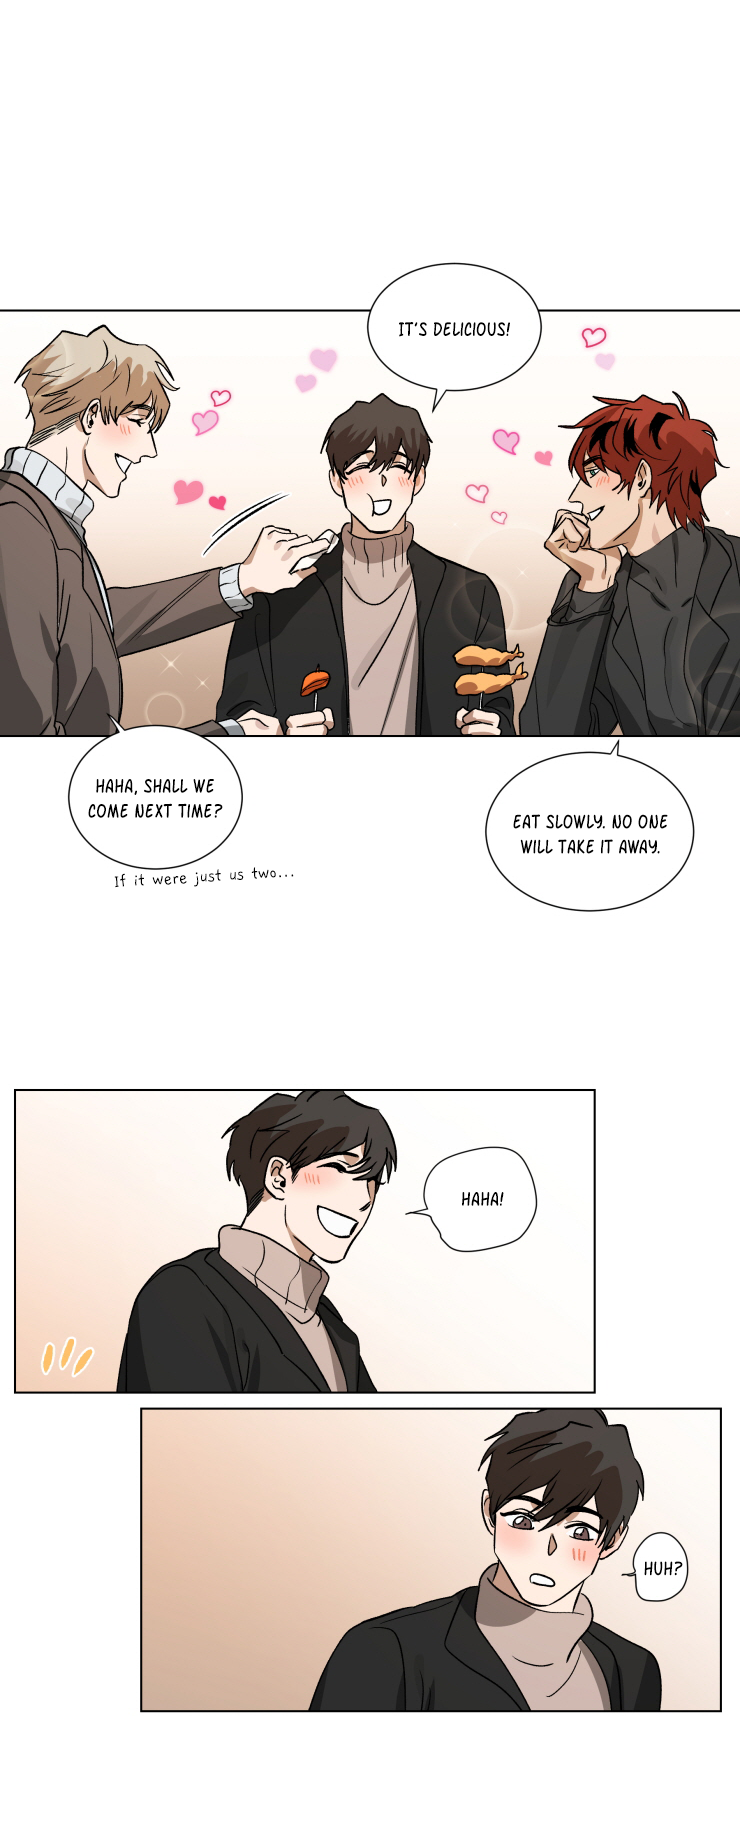 IT'S DELICIOUS!
HAHA, SHALL WE
COME NEXT TIME?
If it were just us two...
EAT SLOWLY. NO ONE
WILL TAKE IT AWAY.
HAHA!
HUH?